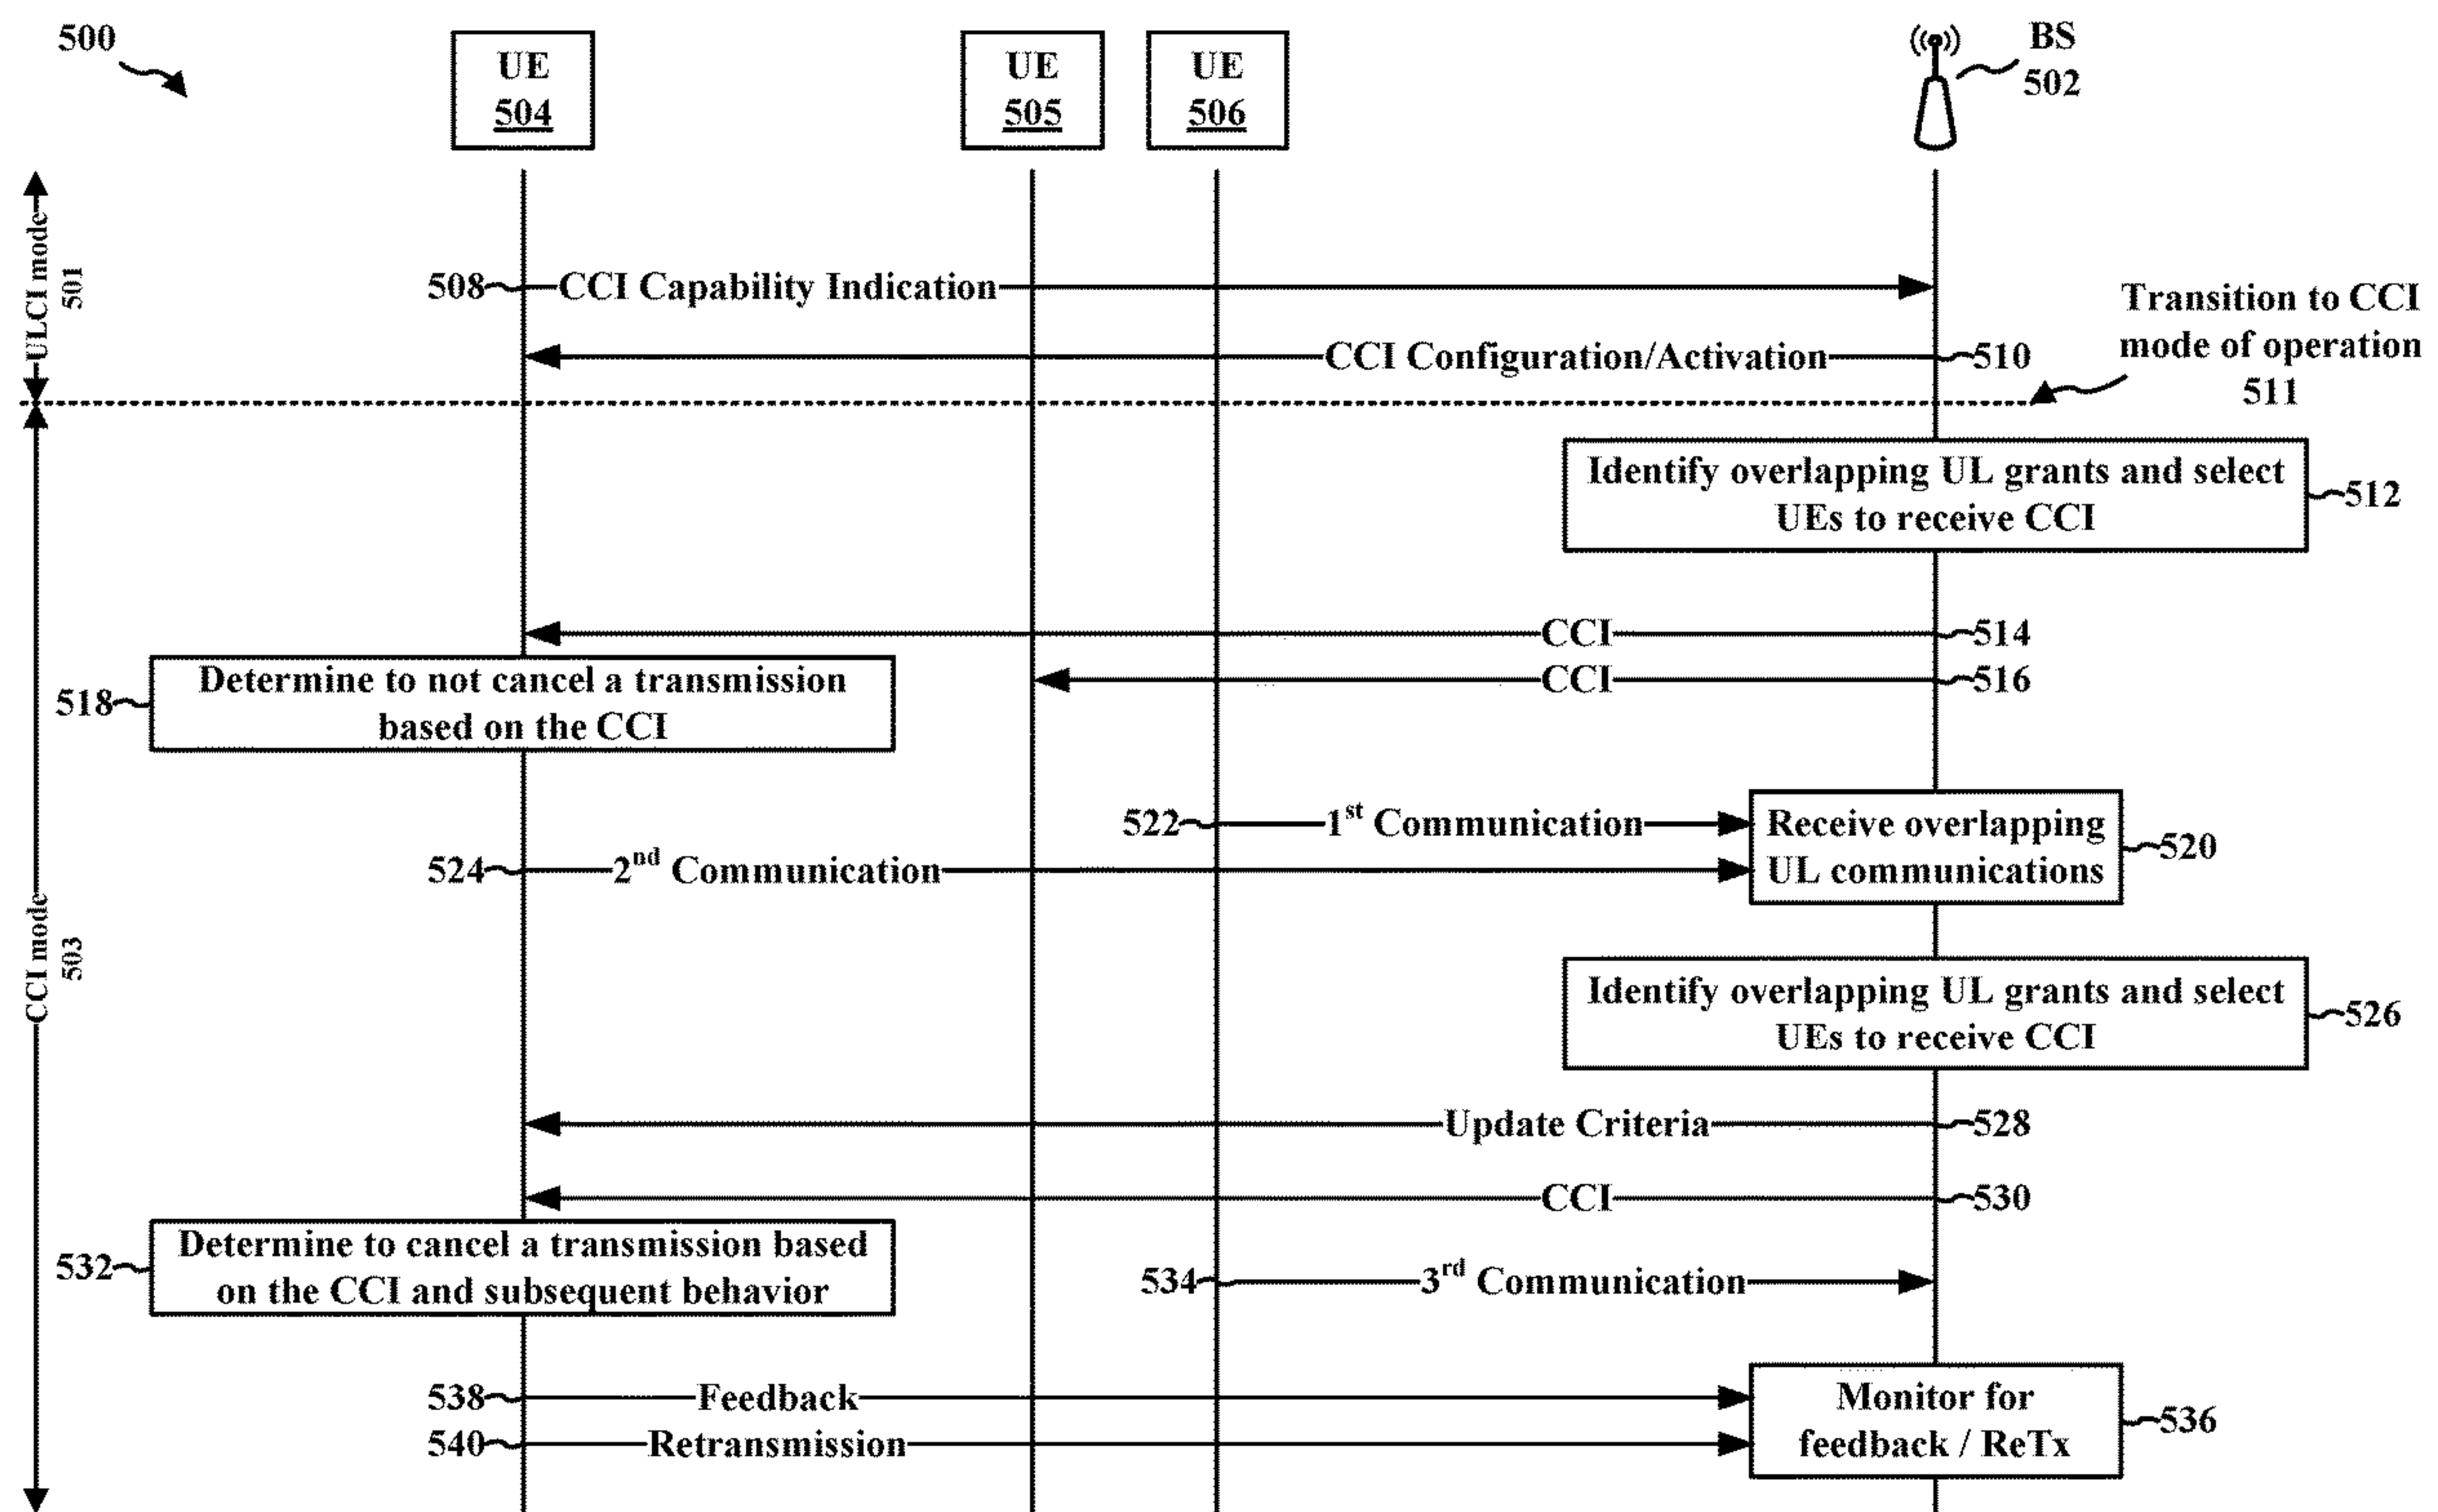 500
UE
504
UE
505
UE
506
BS
502
ULCI mode
501
508
CCI Capability Indication
Transition to CCI
mode of operation
511
CCI Configuration/Activation
510
Identify overlapping UL grants and select
UEs to receive CCI
512
CCI
514
CCI
516
518
Determine to not cancel a transmission
based on the CCI
522
1st Communication
524
2nd Communication
Receive overlapping
UL communications
520
CCI mode
503
Identify overlapping UL grants and select
UEs to receive CCI
526
Update Criteria
528
CCI
530
532
Determine to cancel a transmission based
on the CCI and subsequent behavior
534
3rd Communication
538
Feedback
540
Retransmission
Monitor for
feedback / ReTx
536